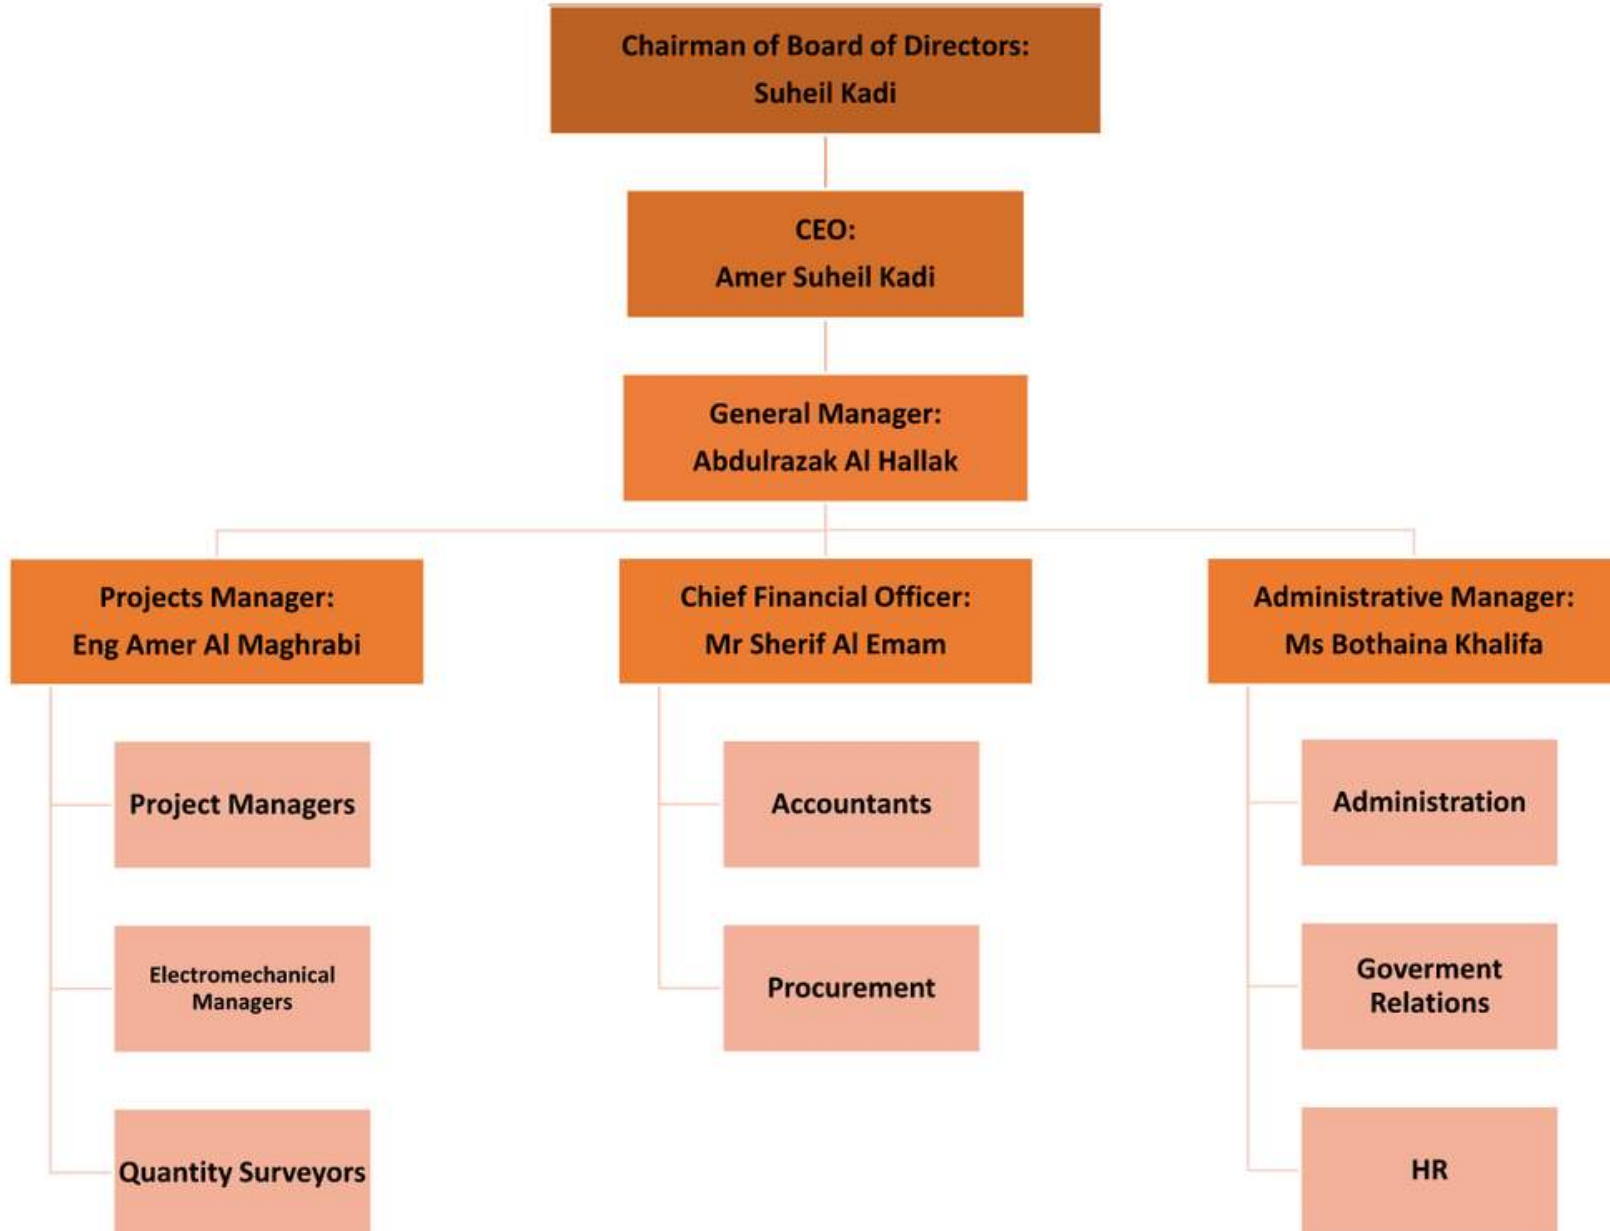 Chairman of Board of Directors:
Suheil Kadi
CEO:
Amer Suheil Kadi
General Manager:
Abdulrazak Al Hallak
Projects Manager:
Eng Amer Al Maghrabi
Chief Financial Officer:
Mr Sherif Al Emam
Administrative Manager:
Ms Bothaina Khalifa
Project Managers
Electromechanical
Managers
Quantity Surveyors
Accountants
Procurement
Administration
Goverment
Relations
HR